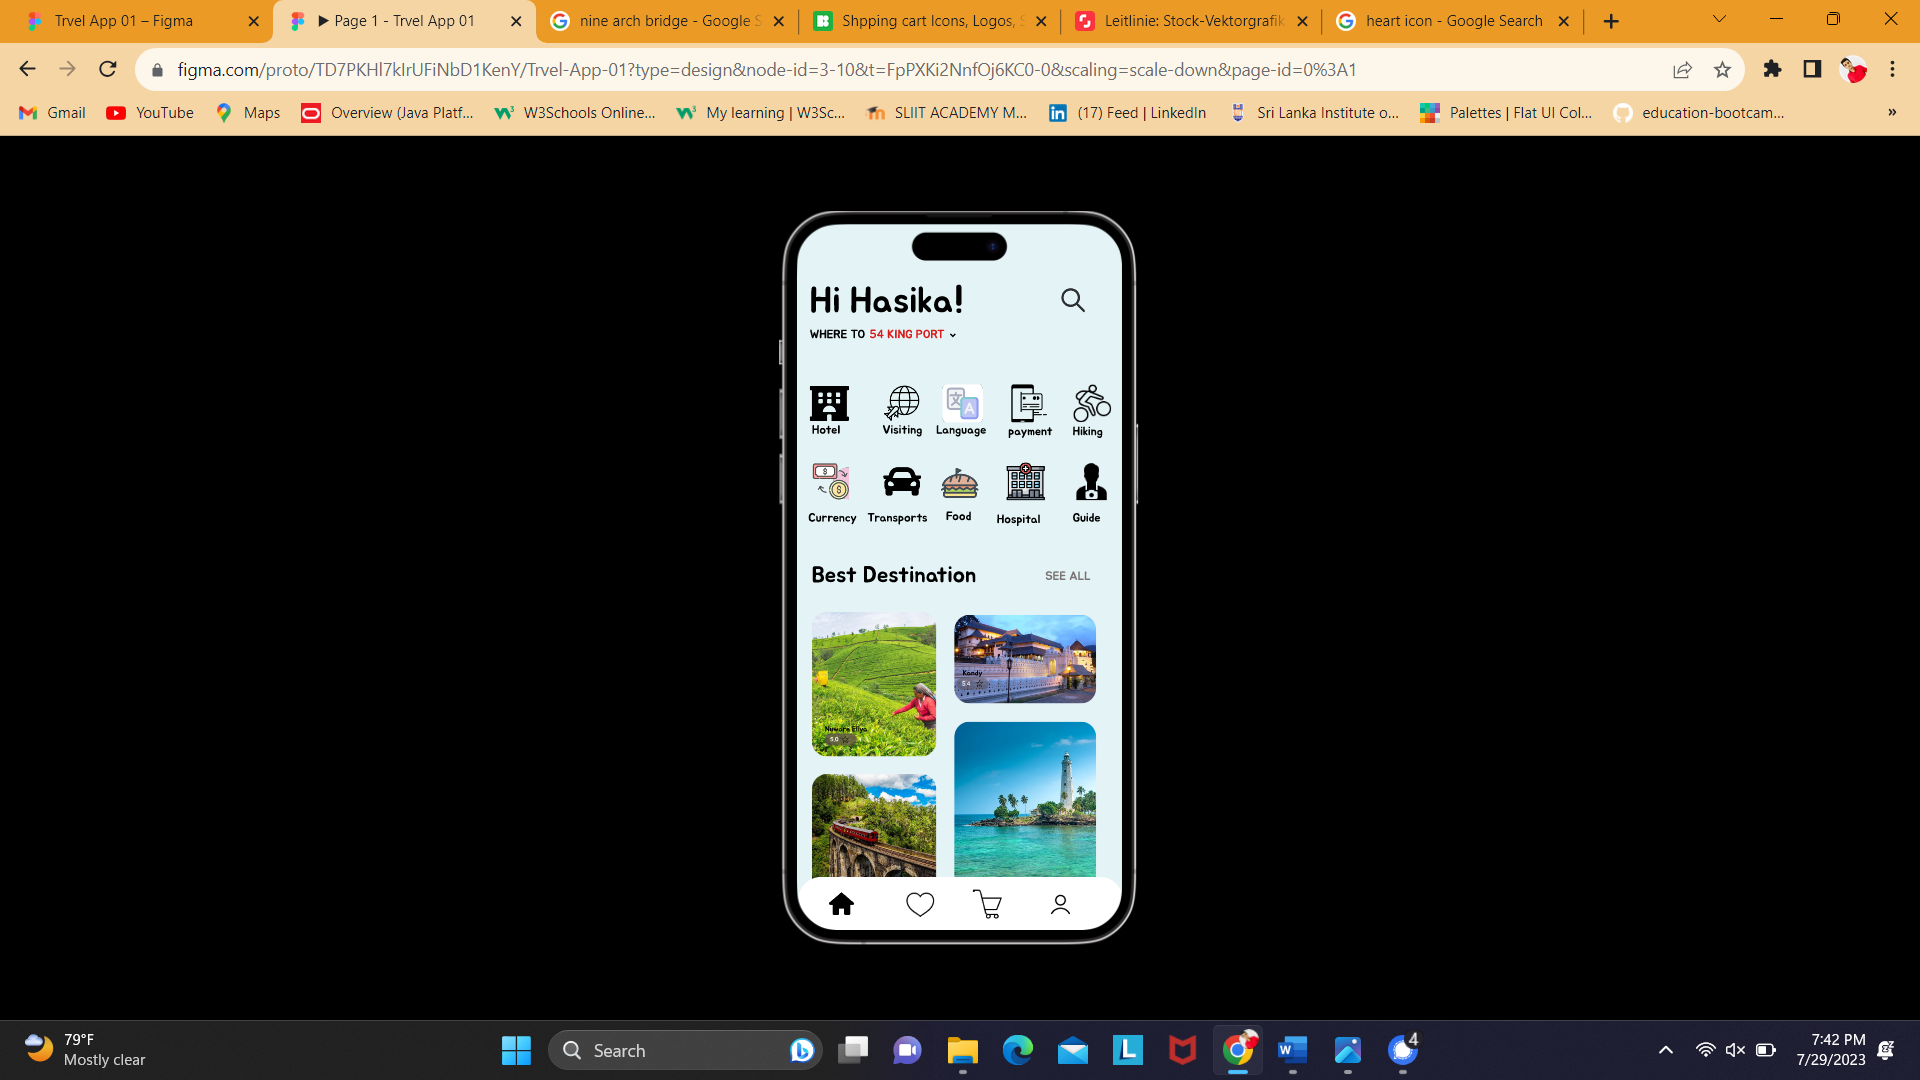 Trvel App 01 – Figma
Page 1 - Trvel App 01
nine arch bridge - Google S
Shpping cart Icons, Logos, S
Leitlinie: Stock-Vektorgrafik
heart icon - Google Search
figma.com/proto/TD7PKHl7kIrUFiNbD1KenY/Trvel-App-01?type=design&node-id=3-10&t=FpPXKi2NnfOj6KC0-0&scaling=scale-down&page-id=0%3A1
Gmail
YouTube
Maps
Overview (Java Platf...
W3Schools Online...
My learning | W3Sc...
SLIIT ACADEMY M...
(17) Feed | LinkedIn
Sri Lanka Institute o...
Palettes | Flat UI Col...
education-bootcam...
»
Hi Hasika!
WHERE TO 54 KING PORT
Hotel
Visiting
Language
payment
Hiking
Currency
Transports
Food
Hospital
Guide
Best Destination
SEE ALL
Kandy
5.4
Nuwara Eliya
5.0
79°F
Mostly clear
Search
4
7:42 PM
7/29/2023